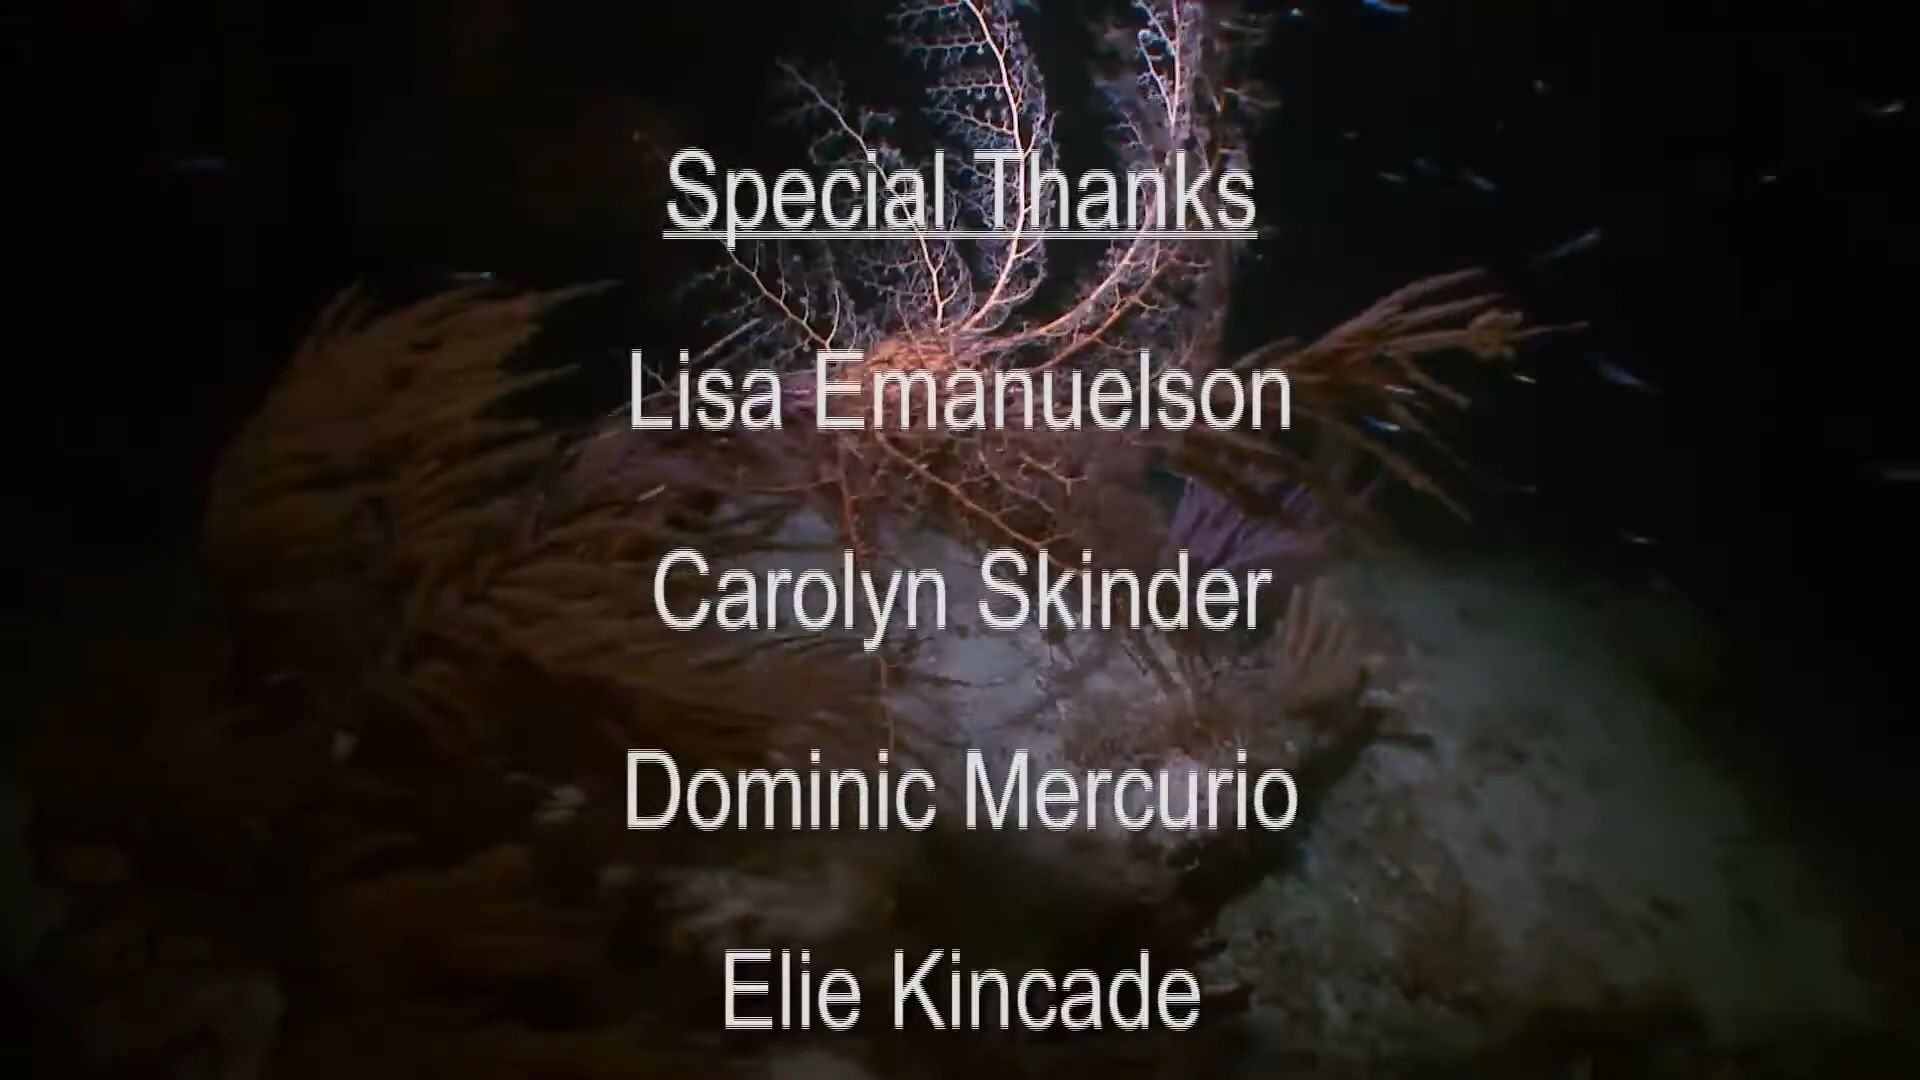 Special Thanks
Lisa Emanuelson
Carolyn Skinder
Dominic Mercurio
Elie Kincade